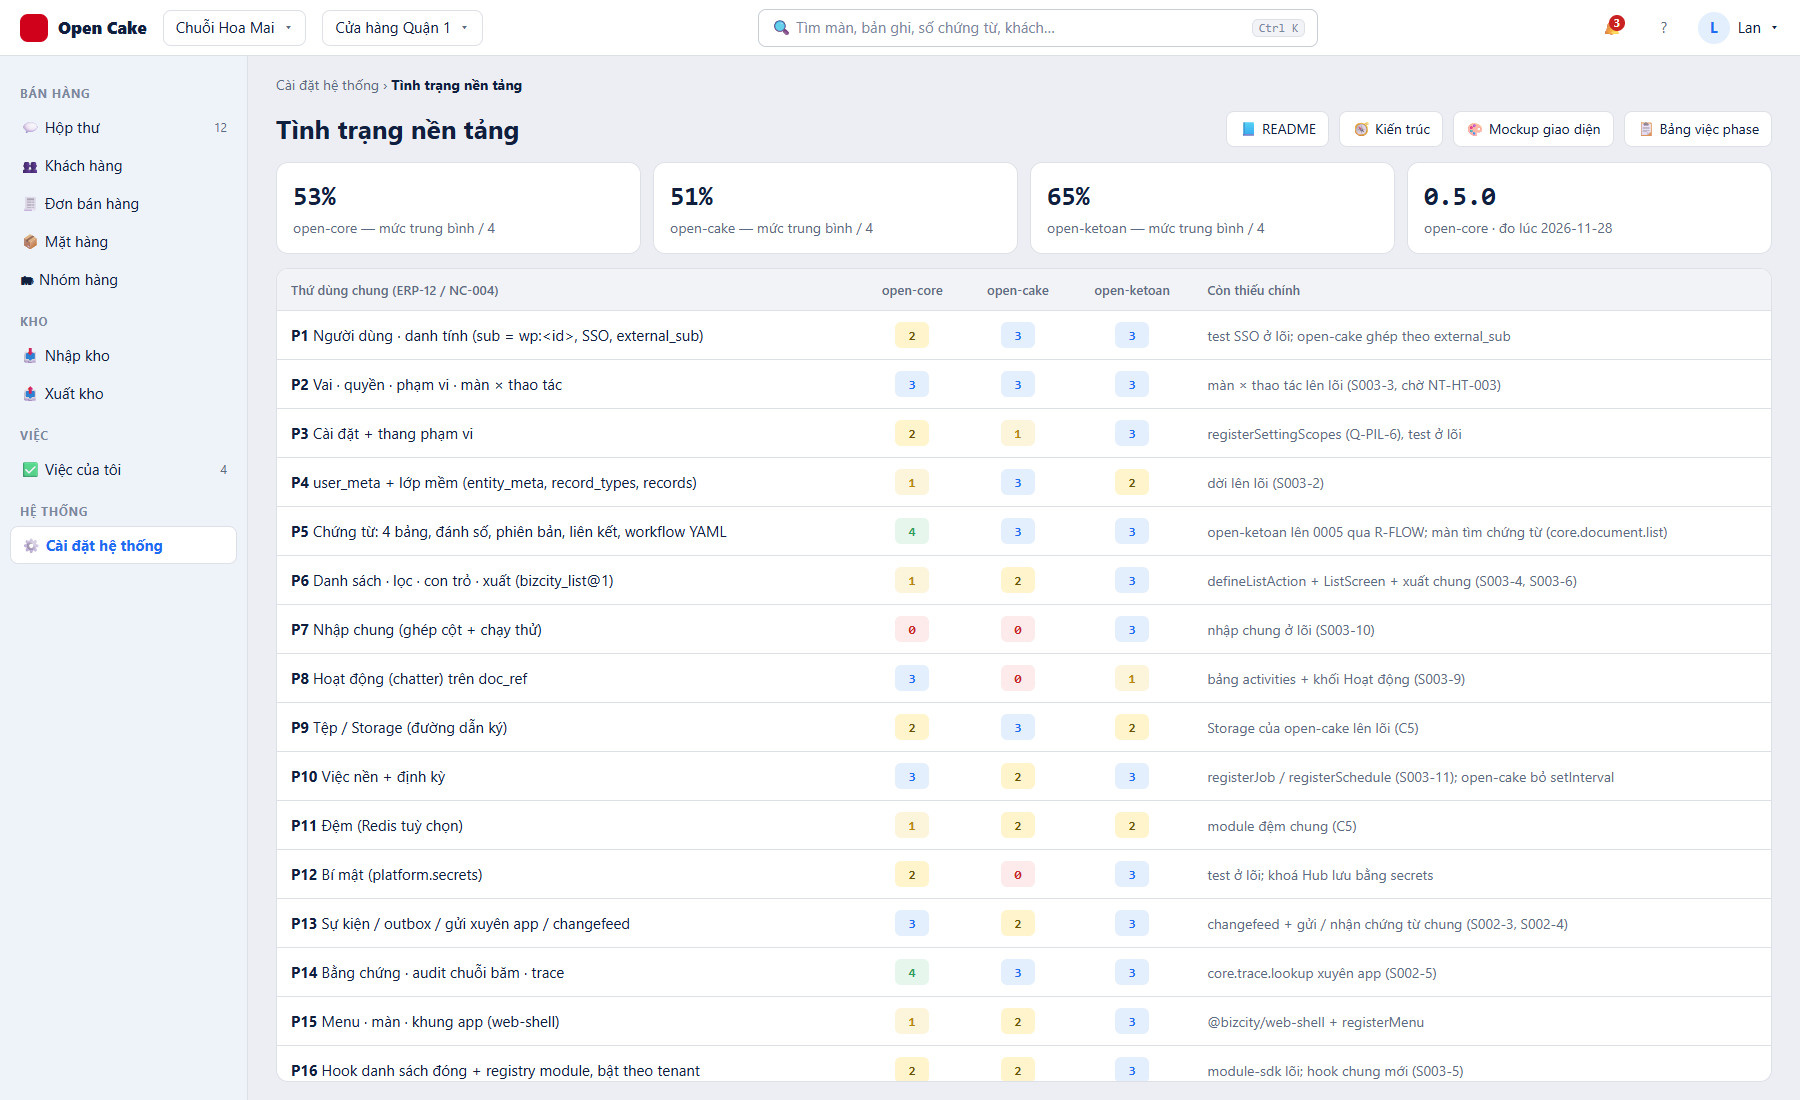 Open Cake
Chuỗi Hoa Mai
Cửa hàng Quận 1
Tìm màn, bản ghi, số chứng từ, khách...
Ctrl K
3
?
L
Lan
BÁN HÀNG
Hộp thư 12
Khách hàng
Đơn bán hàng
Mặt hàng
Nhóm hàng
KHO
Nhập kho
Xuất kho
VIỆC
Việc của tôi 4
HỆ THỐNG
Cài đặt hệ thống
Cài đặt hệ thống › Tình trạng nền tảng
Tình trạng nền tảng
README
Kiến trúc
Mockup giao diện
Bảng việc phase
53%
open-core — mức trung bình / 4
51%
open-cake — mức trung bình / 4
65%
open-ketoan — mức trung bình / 4
0.5.0
open-core · đo lúc 2026-11-28
Thứ dùng chung (ERP-12 / NC-004) open-core open-cake open-ketoan Còn thiếu chính
P1 Người dùng · danh tính (sub = wp:<id>, SSO, external_sub) 2 3 3 test SSO ở lõi; open-cake ghép theo external_sub
P2 Vai · quyền · phạm vi · màn × thao tác 3 3 3 màn × thao tác lên lõi (S003-3, chờ NT-HT-003)
P3 Cài đặt + thang phạm vi 2 1 3 registerSettingScopes (Q-PIL-6), test ở lõi
P4 user_meta + lớp mềm (entity_meta, record_types, records) 1 3 2 dời lên lõi (S003-2)
P5 Chứng từ: 4 bảng, đánh số, phiên bản, liên kết, workflow YAML 4 3 3 open-ketoan lên 0005 qua R-FLOW; màn tìm chứng từ (core.document.list)
P6 Danh sách · lọc · con trỏ · xuất (bizcity_list@1) 1 2 3 defineListAction + ListScreen + xuất chung (S003-4, S003-6)
P7 Nhập chung (ghép cột + chạy thử) 0 0 3 nhập chung ở lõi (S003-10)
P8 Hoạt động (chatter) trên doc_ref 3 0 1 bảng activities + khối Hoạt động (S003-9)
P9 Tệp / Storage (đường dẫn ký) 2 3 2 Storage của open-cake lên lõi (C5)
P10 Việc nền + định kỳ 3 2 3 registerJob / registerSchedule (S003-11); open-cake bỏ setInterval
P11 Đệm (Redis tuỳ chọn) 1 2 2 module đệm chung (C5)
P12 Bí mật (platform.secrets) 2 0 3 test ở lõi; khoá Hub lưu bằng secrets
P13 Sự kiện / outbox / gửi xuyên app / changefeed 3 2 3 changefeed + gửi / nhận chứng từ chung (S002-3, S002-4)
P14 Bằng chứng · audit chuỗi băm · trace 4 3 3 core.trace.lookup xuyên app (S002-5)
P15 Menu · màn · khung app (web-shell) 1 2 3 @bizcity/web-shell + registerMenu
P16 Hook danh sách đóng + registry module, bật theo tenant 2 2 3 module-sdk lõi; hook chung mới (S003-5)